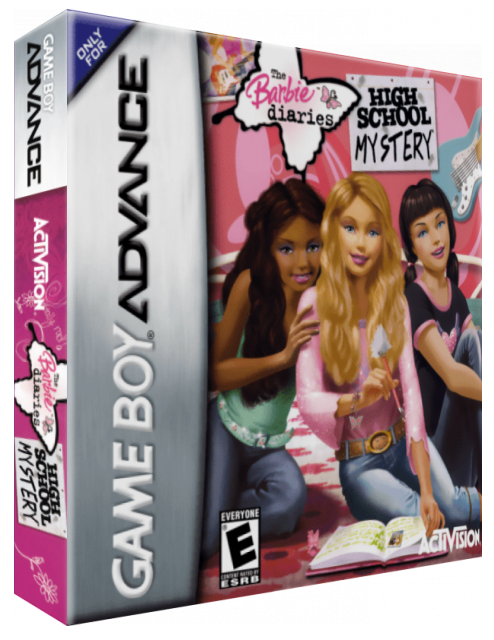 GAME BOY
ADVANCE
ACTIVISION
The
Barbie
diaries
HIGH
SCHOOL
MYSTERY
ONLY
FOR
GAME BOY ADVANCE
The
Barbie™
diaries
HIGH
SCHOOL
MYSTERY
EVERYONE
E
CONTENT RATED BY
ESRB
ACTIVISION